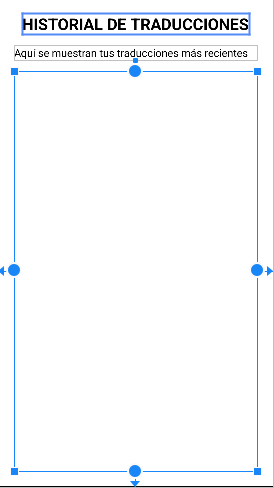 HISTORIAL DE TRADUCCIONES
Aquí se muestran tus traducciones más recientes